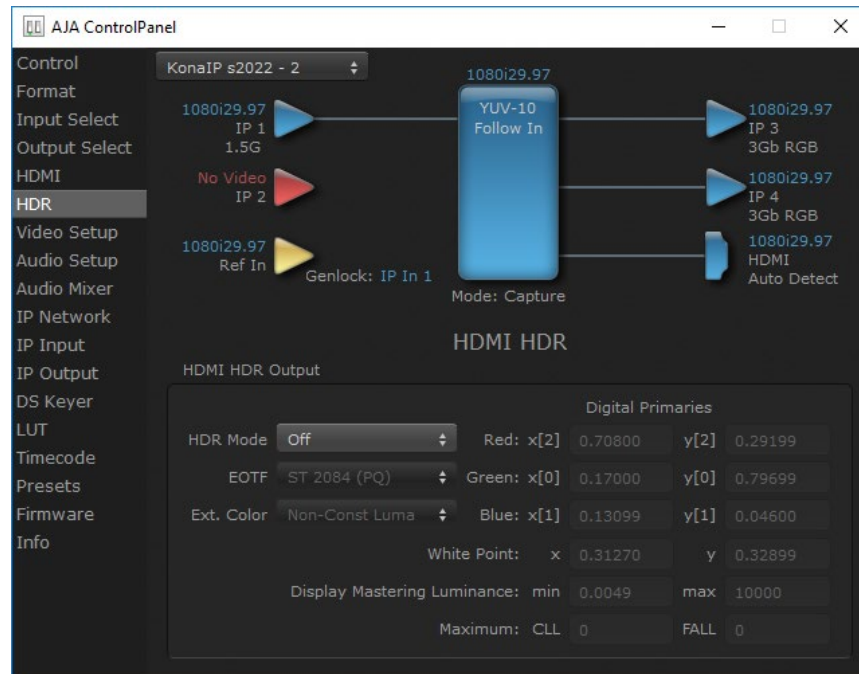 AJA ControlPanel
Control
Format
Input Select
Output Select
HDMI
HDR
Video Setup
Audio Setup
Audio Mixer
IP Network
IP Input
IP Output
DS Keyer
LUT
Timecode
Presets
Firmware
Info
KonaIP s2022 - 2
1080i29.97
1080i29.97
IP 1
1.5G
No Video
IP 2
1080i29.97
Ref In
Genlock: IP In 1
YUV-10
Follow In
Mode: Capture
1080i29.97
IP 3
3Gb RGB
1080i29.97
IP 4
3Gb RGB
1080i29.97
HDMI
Auto Detect
HDMI HDR
HDMI HDR Output
Digital Primaries
HDR Mode Off Red: x[2] 0.70800 y[2] 0.29199
EOTF ST 2084 (PQ) Green: x[0] 0.17000 y[0] 0.79699
Ext. Color Non-Const Luma Blue: x[1] 0.13099 y[1] 0.04600
White Point: x 0.31270 y 0.32899
Display Mastering Luminance: min 0.0049 max 10000
Maximum: CLL 0 FALL 0